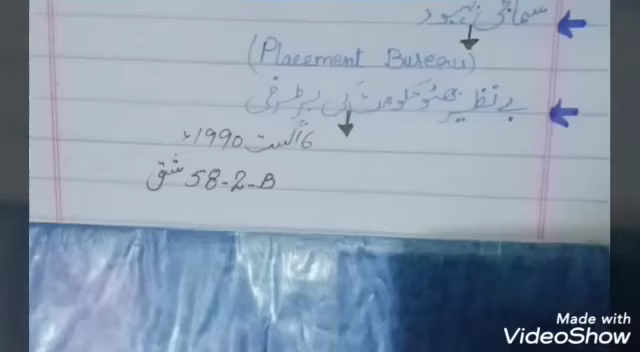 سماجی بہبود
(Placement Bureau)
بے نظیر بھٹو حکومت کی برطرفی
6 اگست 1990ء
58-2-B شق
Made with
VideoShow